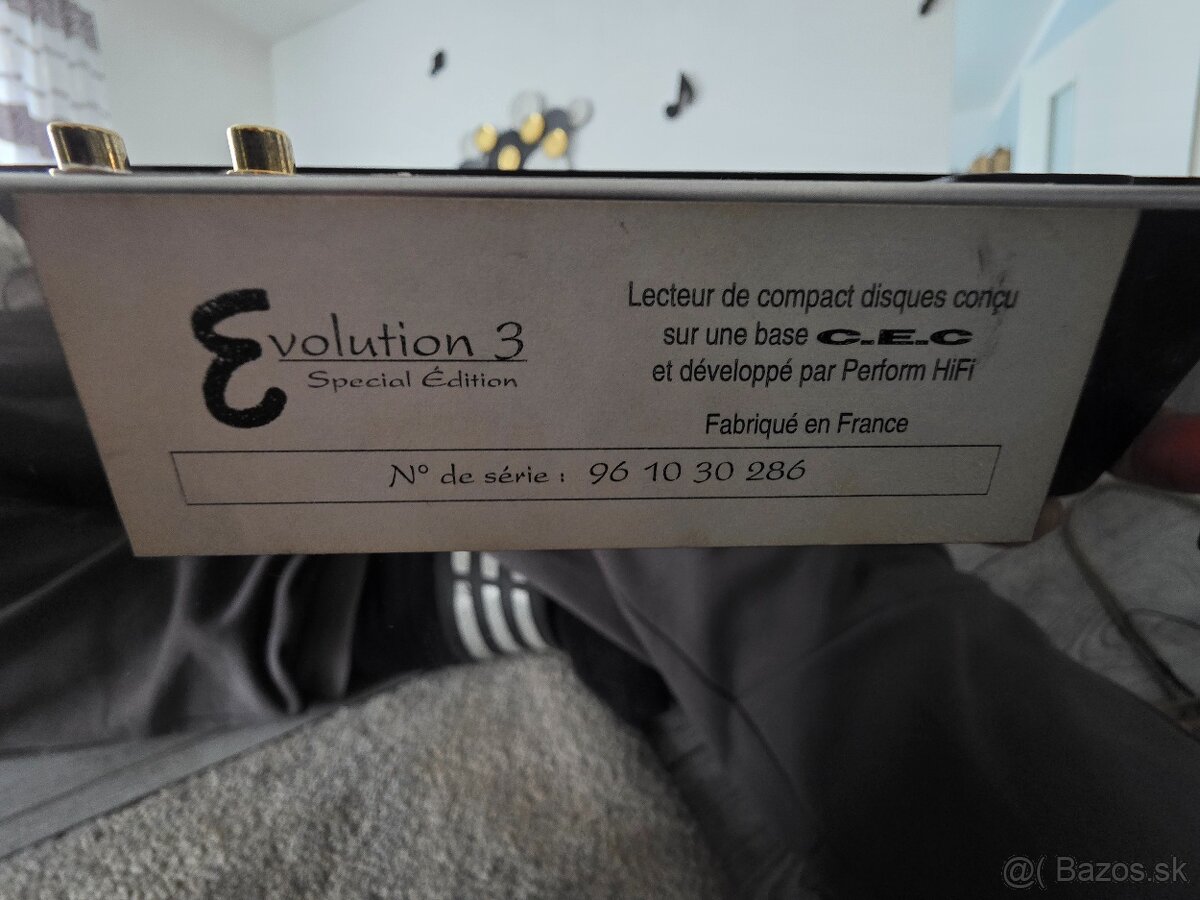 Evolution 3
Special Édition
Lecteur de compact disques conçu
sur une base C.E.C
et développé par Perform HiFi
Fabriqué en France
N° de série : 96 10 30 286
@( Bazos.sk